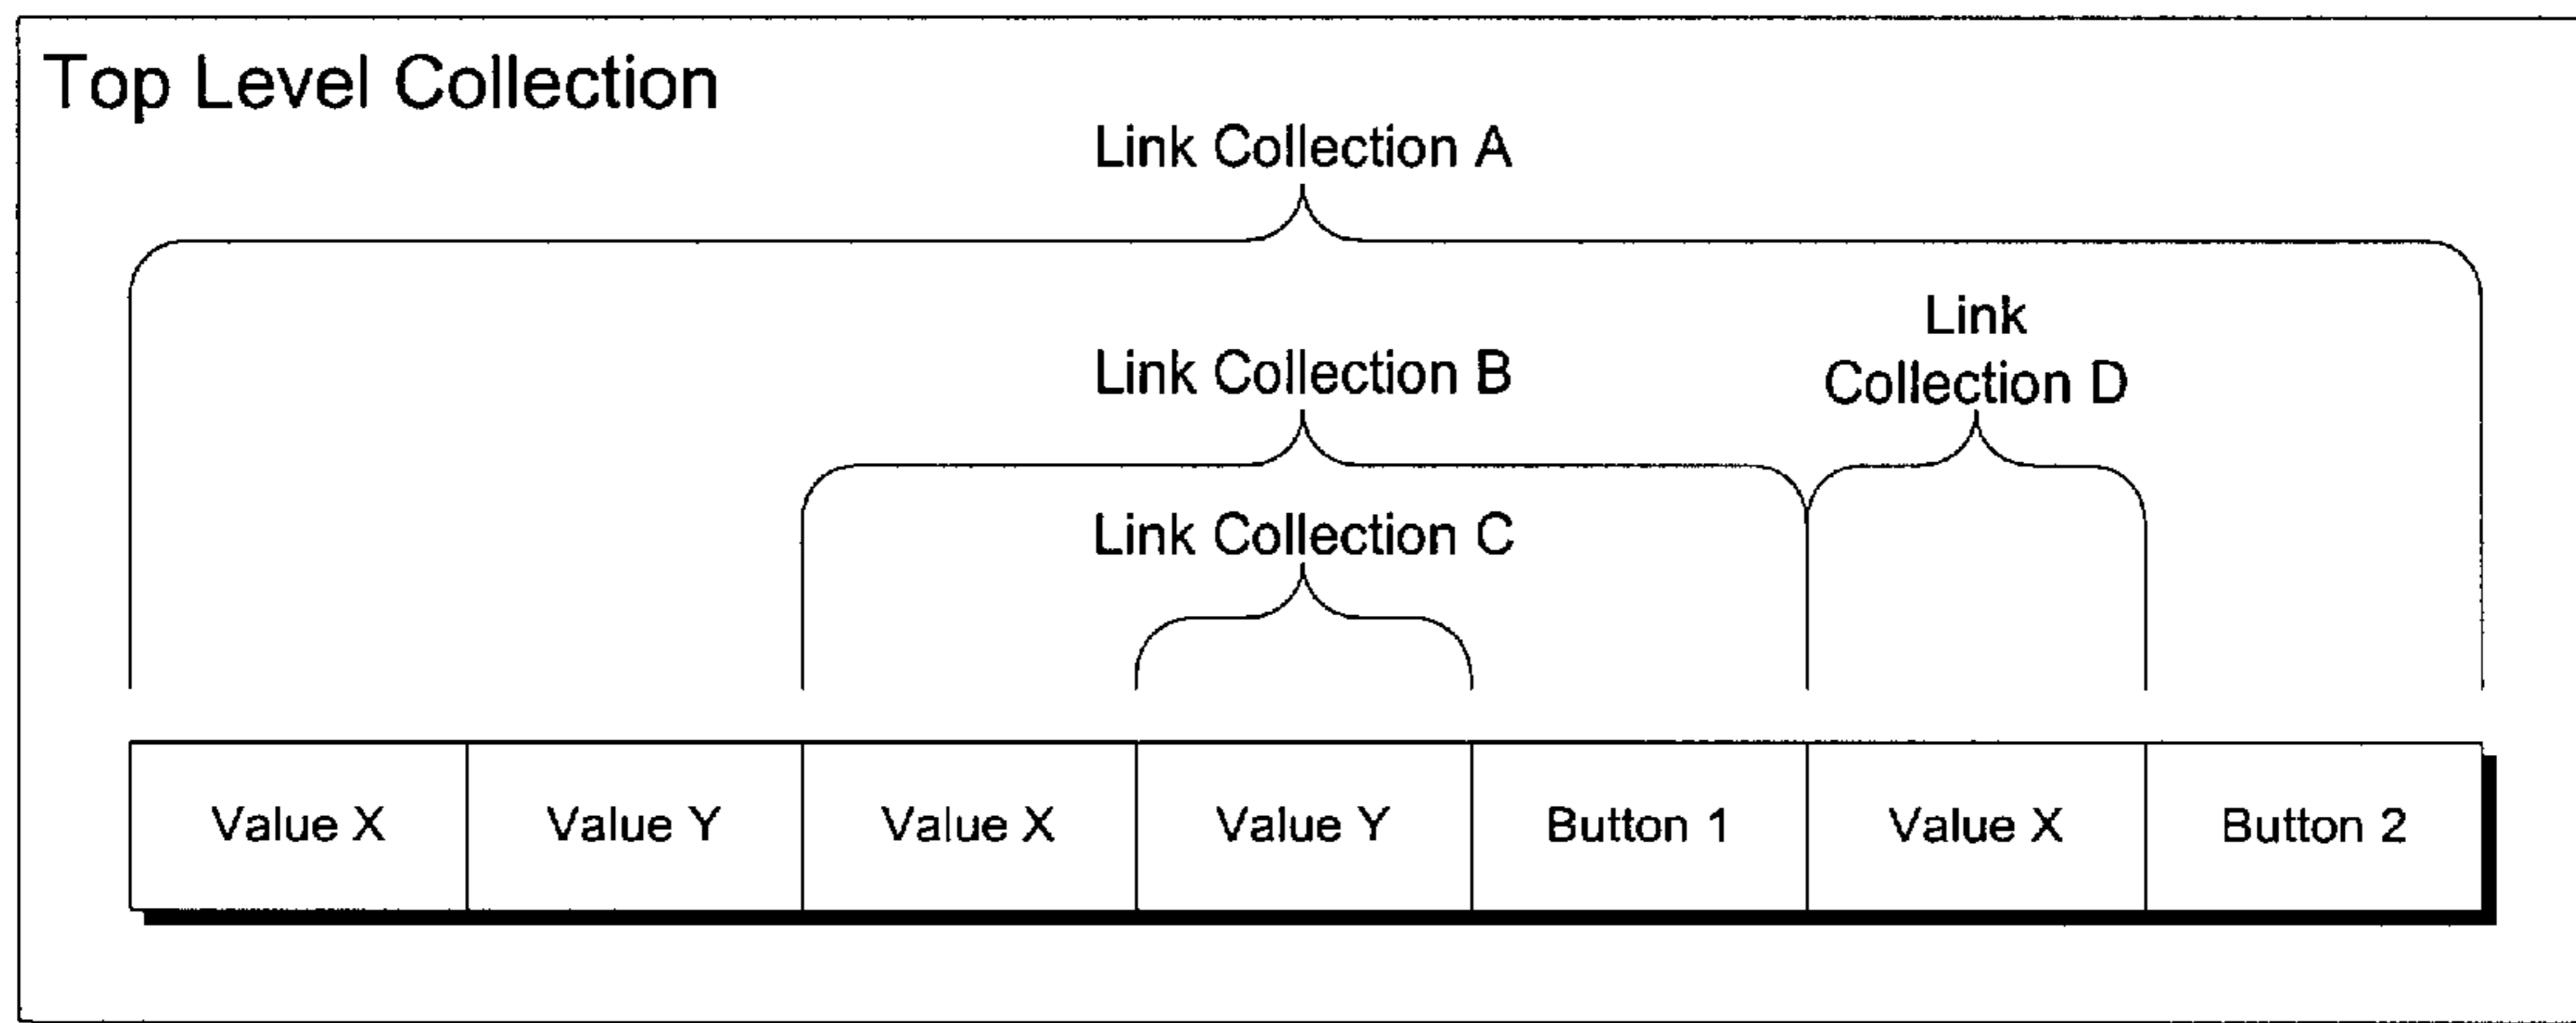 Top Level Collection
Link Collection A
Link
Collection D
Link Collection B
Link Collection C
Value X
Value Y
Value X
Value Y
Button 1
Value X
Button 2